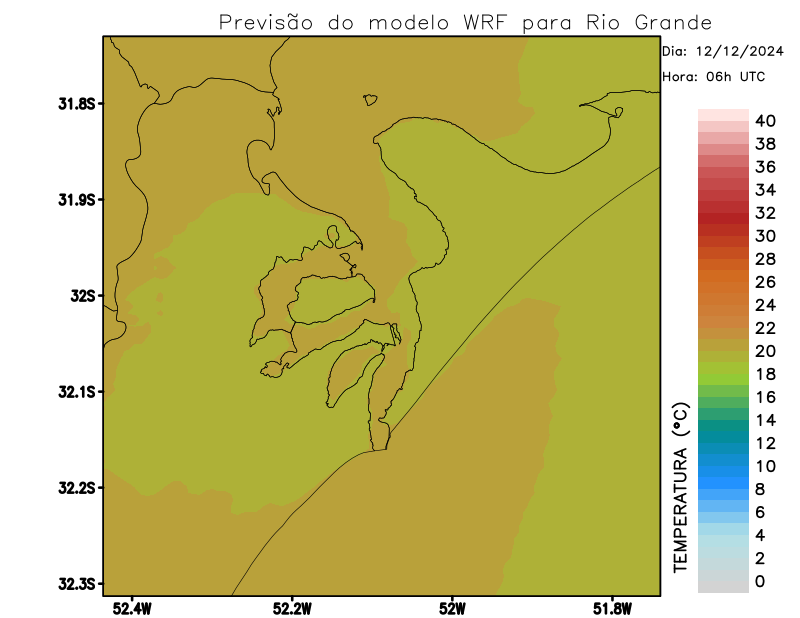 Previsão do modelo WRF para Rio Grande
Dia: 12/12/2024
Hora: 06h UTC
31.8S
31.9S
32S
32.1S
32.2S
32.3S
52.4W
52.2W
52W
51.8W
TEMPERATURA (°C)
40
38
36
34
32
30
28
26
24
22
20
18
16
14
12
10
8
6
4
2
0